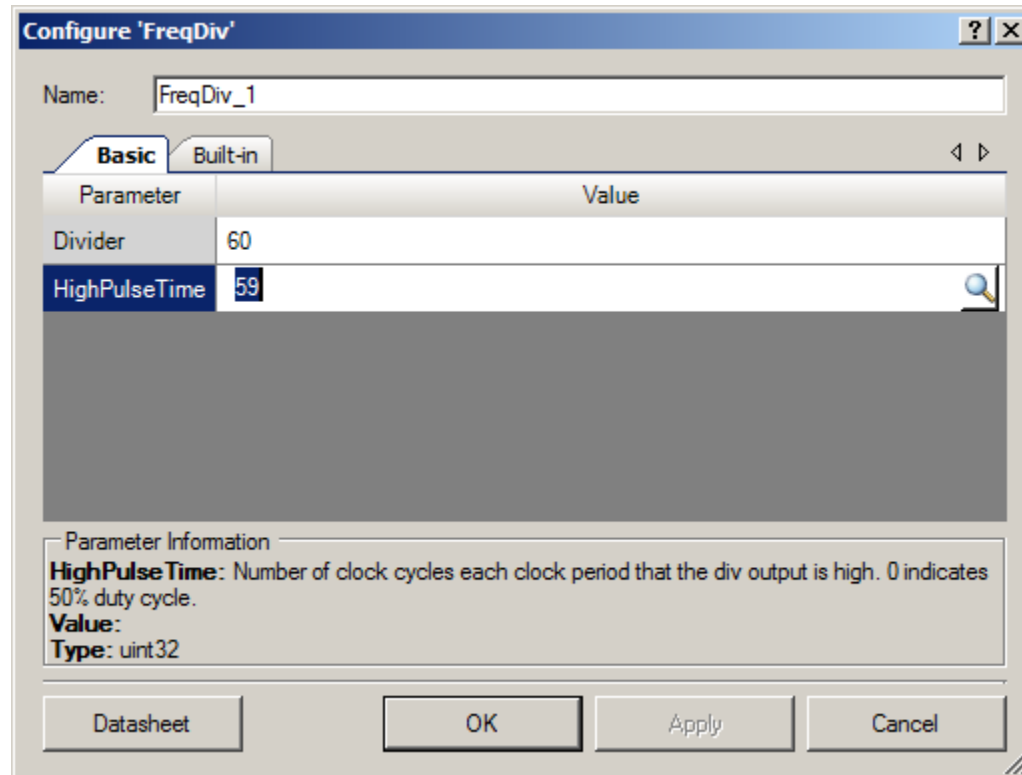 Configure 'FreqDiv'
Name: FreqDiv_1
Basic Built-in
Parameter Value
Divider 60
HighPulseTime 59
Parameter Information
HighPulseTime: Number of clock cycles each clock period that the div output is high. 0 indicates
50% duty cycle.
Value:
Type: uint32
Datasheet OK Apply Cancel